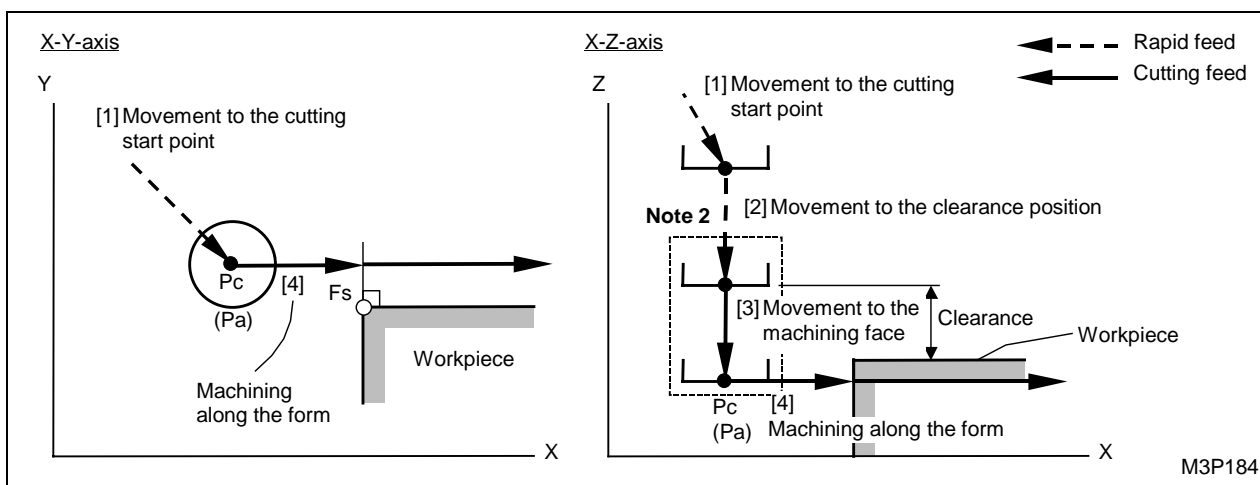 X-Y-axis
Y
[1] Movement to the cutting
start point
Pc
(Pa)
[4]
Fs
Workpiece
Machining
along the form
X
X-Z-axis
Z
[1] Movement to the cutting
start point
Rapid feed
Cutting feed
Note 2
[2] Movement to the clearance position
[3] Movement to the
machining face
Clearance
Workpiece
Pc
(Pa)
[4]
Machining along the form
X
M3P184